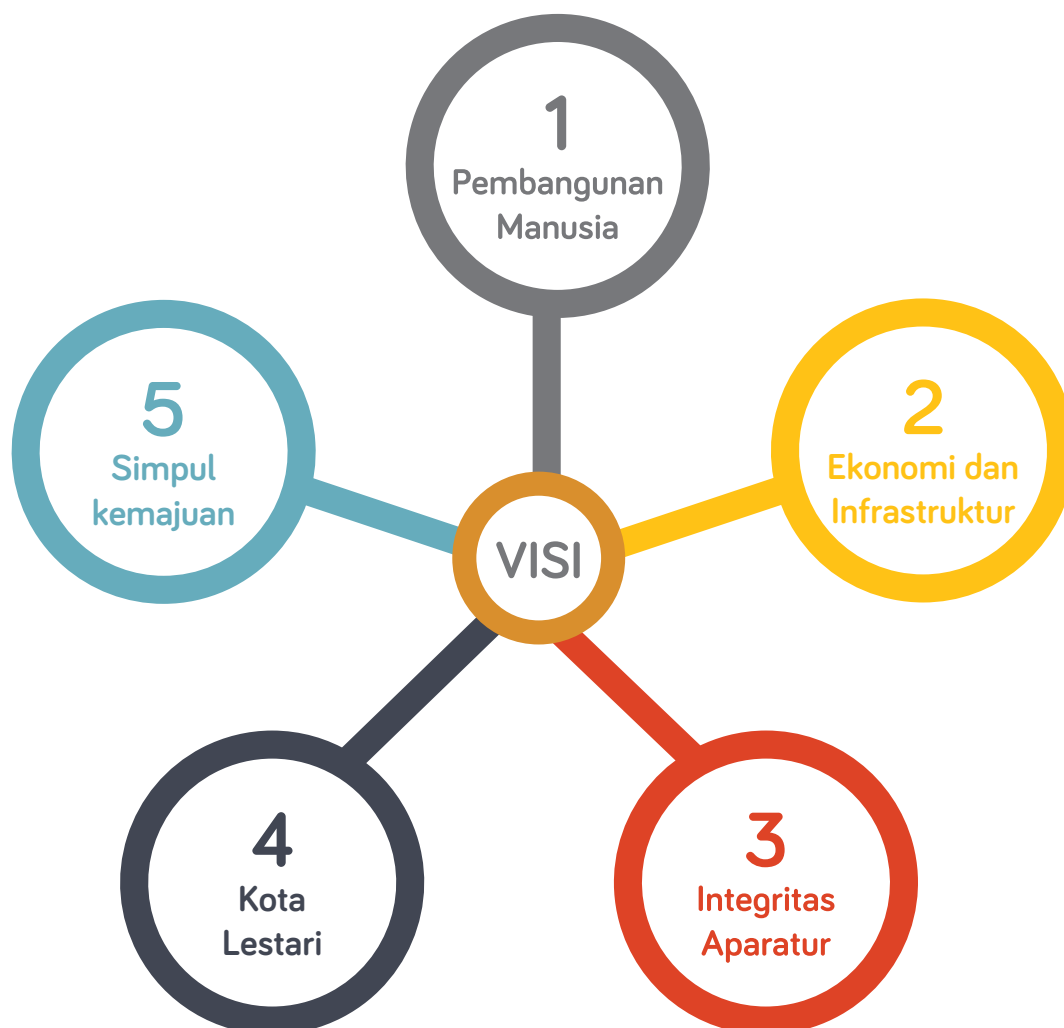 1
Pembangunan
Manusia
2
Ekonomi dan
Infrastruktur
3
Integritas
Aparatur
4
Kota
Lestari
5
Simpul
kemajuan
VISI